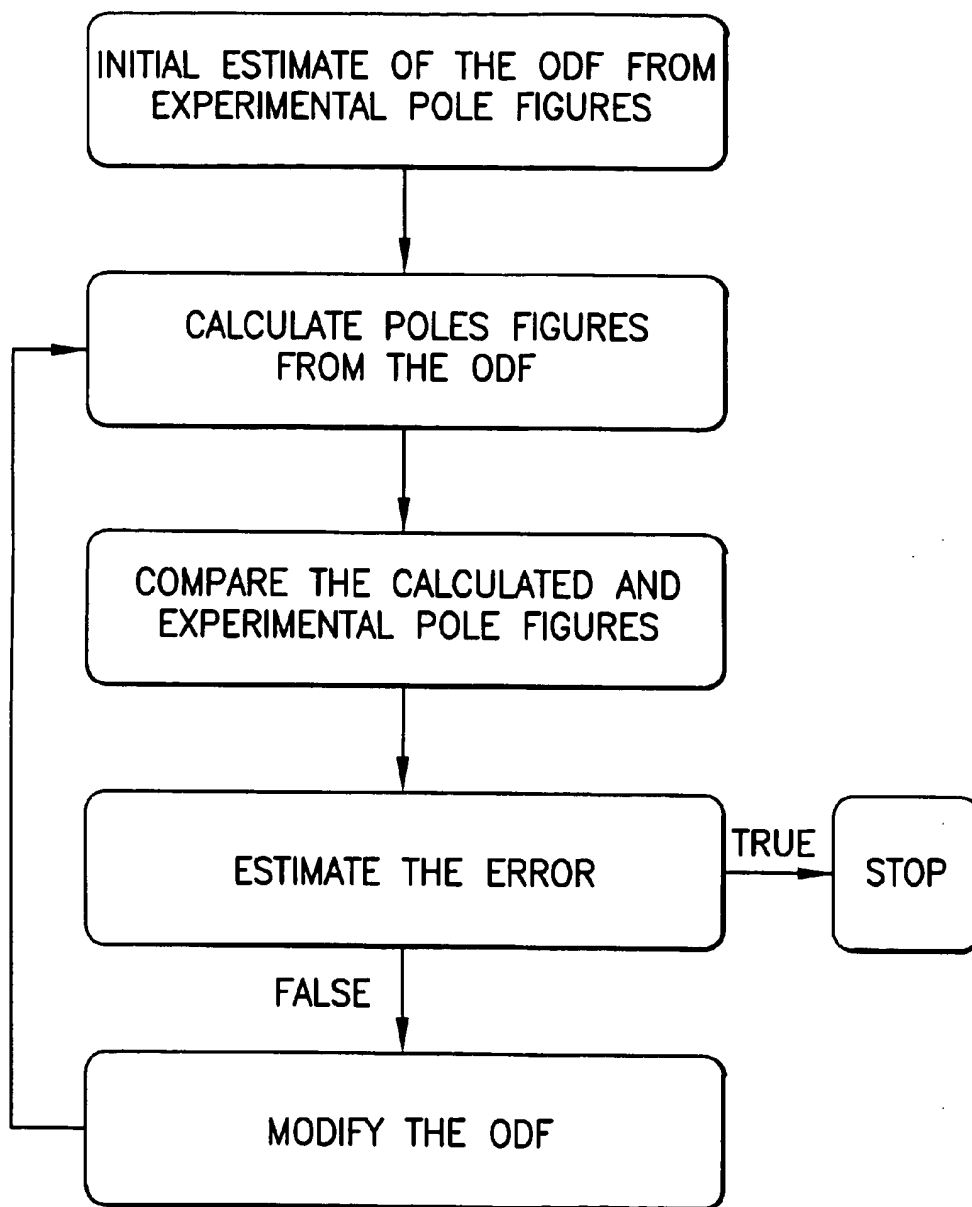 INITIAL ESTIMATE OF THE ODF FROM
EXPERIMENTAL POLE FIGURES
CALCULATE POLES FIGURES
FROM THE ODF
COMPARE THE CALCULATED AND
EXPERIMENTAL POLE FIGURES
ESTIMATE THE ERROR
TRUE
STOP
FALSE
MODIFY THE ODF